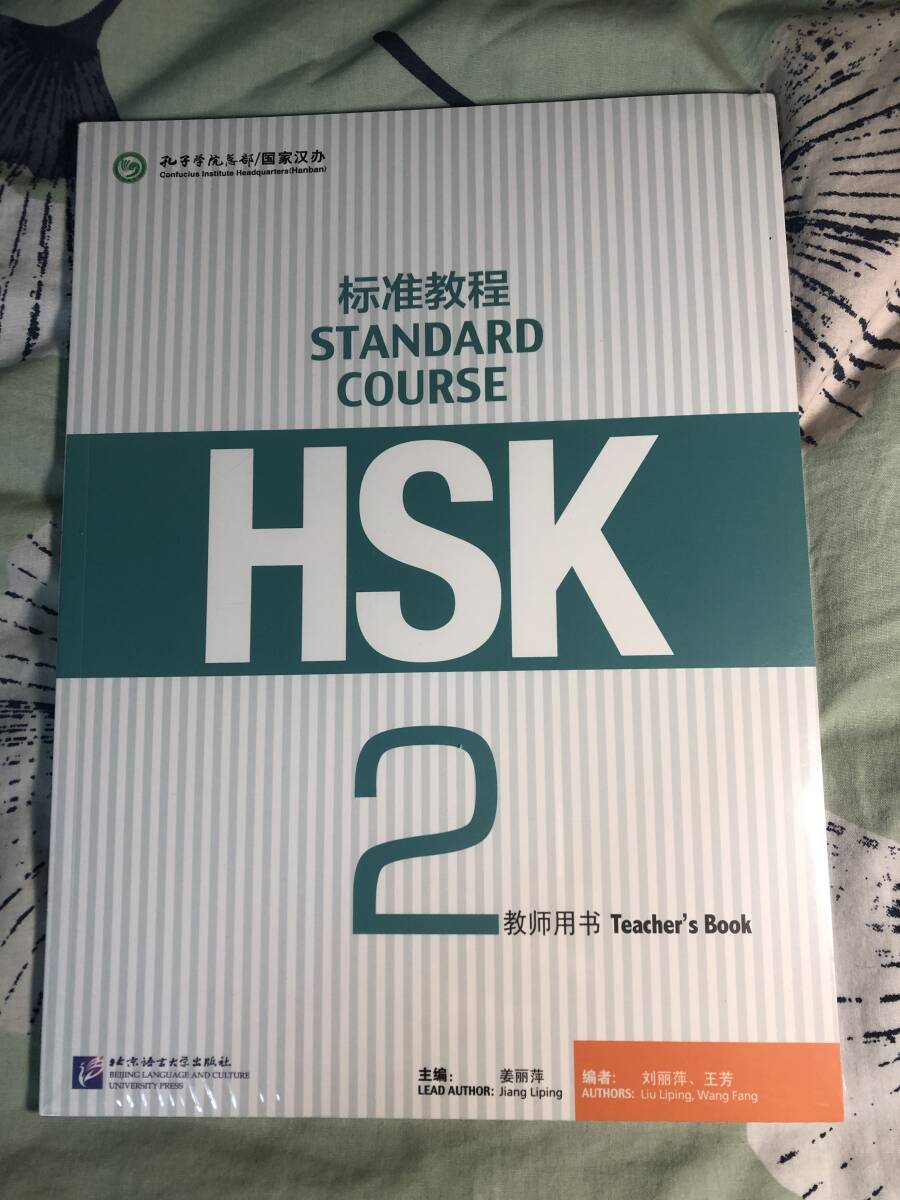 孔子学院总部/国家汉办
Confucius Institute Headquarters(Hanban)
标准教程
STANDARD
COURSE
HSK
2
教师用书 Teacher's Book
北京语言大学出版社
BEIJING LANGUAGE AND CULTURE
UNIVERSITY PRESS
主编: 姜丽萍
LEAD AUTHOR: Jiang Liping
编者: 刘丽萍、王芳
AUTHORS: Liu Liping, Wang Fang